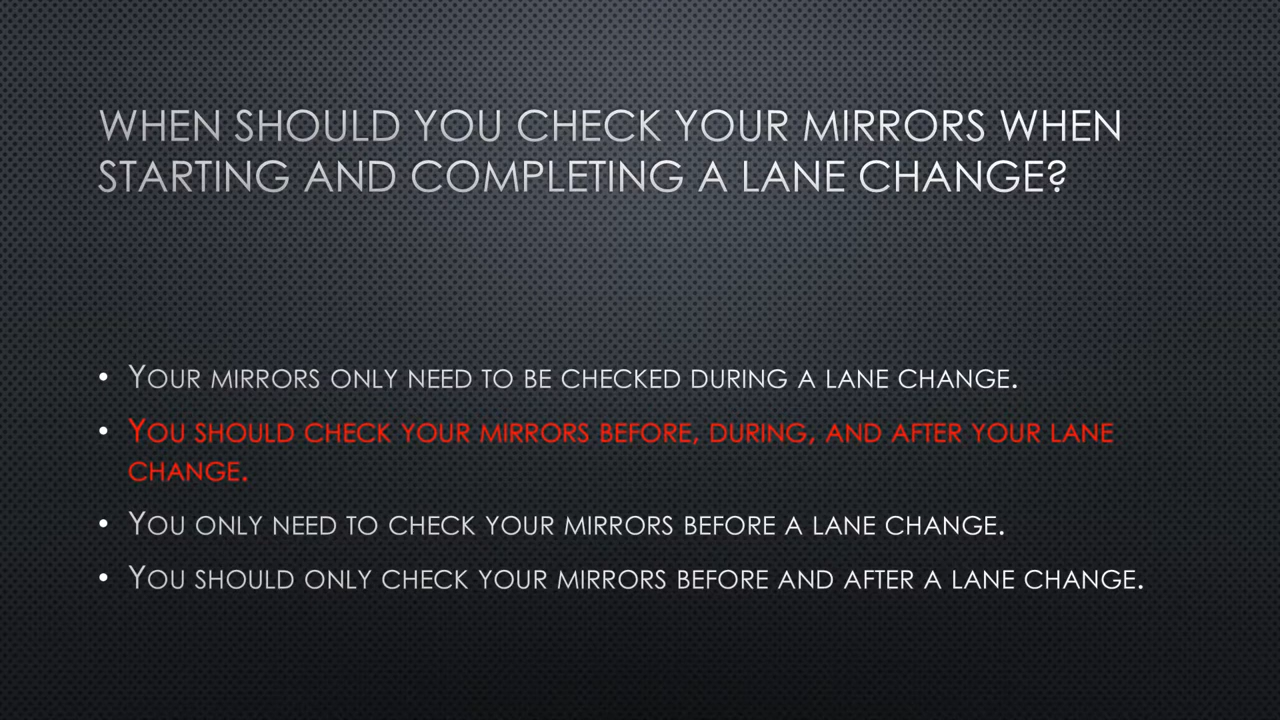 WHEN SHOULD YOU CHECK YOUR MIRRORS WHEN
STARTING AND COMPLETING A LANE CHANGE?
• YOUR MIRRORS ONLY NEED TO BE CHECKED DURING A LANE CHANGE.
• YOU SHOULD CHECK YOUR MIRRORS BEFORE, DURING, AND AFTER YOUR LANE
CHANGE.
• YOU ONLY NEED TO CHECK YOUR MIRRORS BEFORE A LANE CHANGE.
• YOU SHOULD ONLY CHECK YOUR MIRRORS BEFORE AND AFTER A LANE CHANGE.